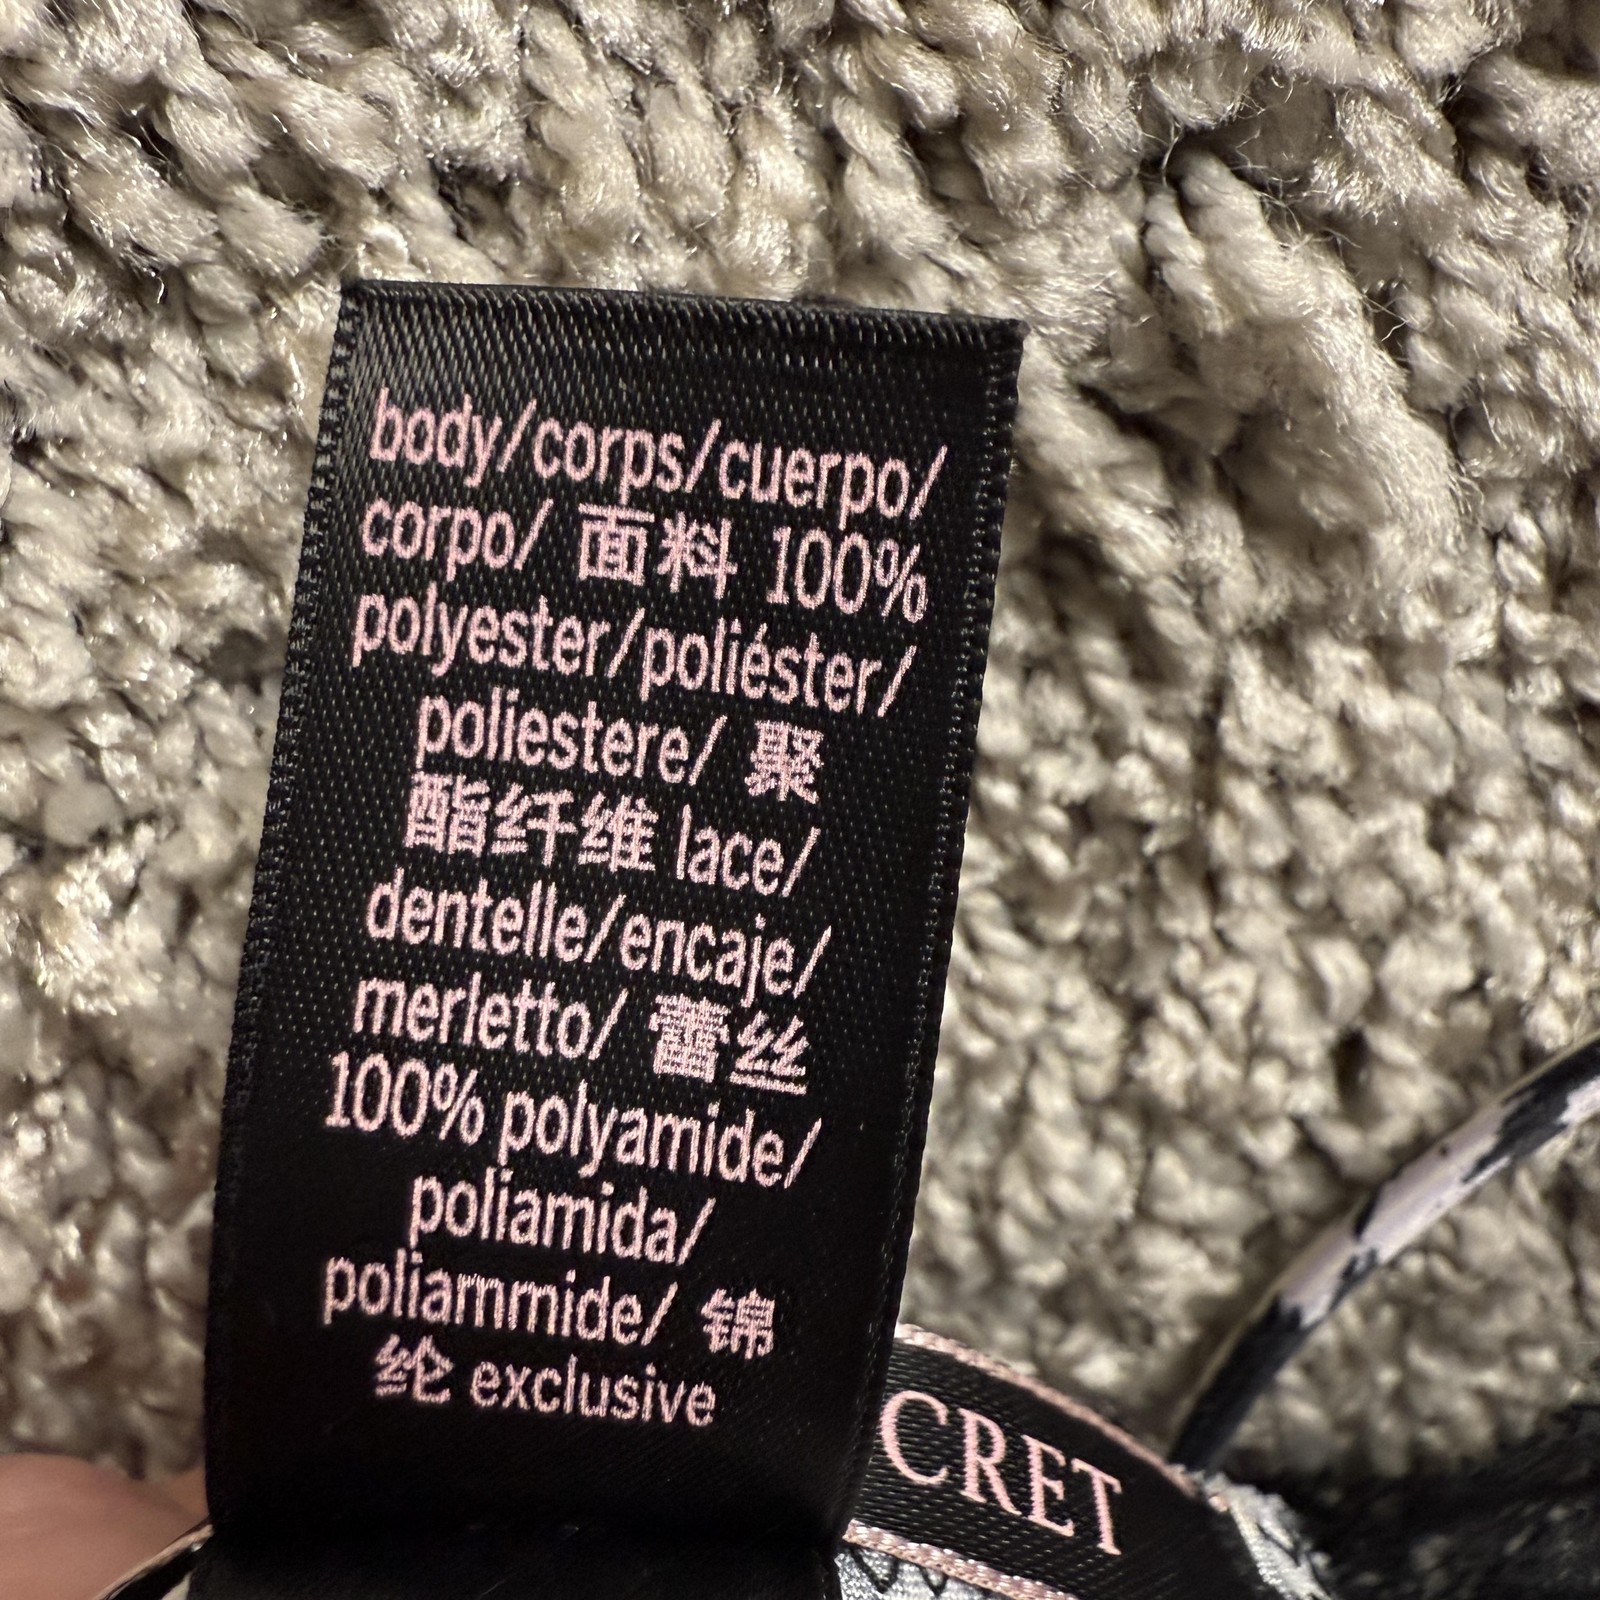 body/corps/cuerpo/
corpo/ 面料 100%
polyester/poliéster/
poliestere/ 聚
酯纤维 lace/
dentelle/encaje/
merletto/ 蕾丝
100% polyamide/
poliamida/
poliammide/ 锦
纶 exclusive
CRET